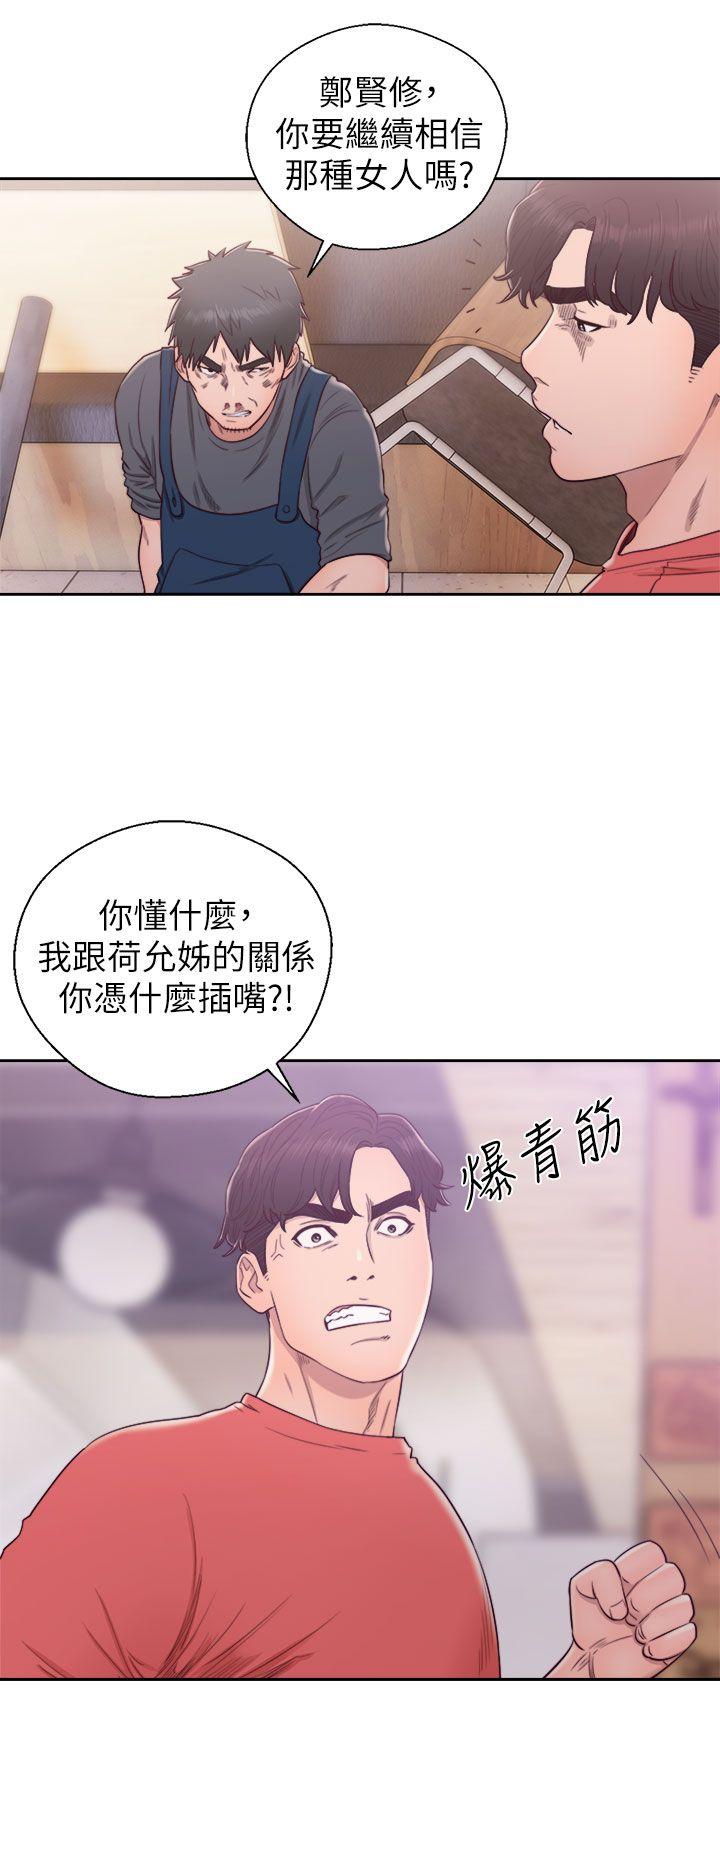 鄭賢修，
你要繼續相信
那種女人嗎?
你懂什麼，
我跟荷允姊的關係
你憑什麼插嘴?!
爆青筋